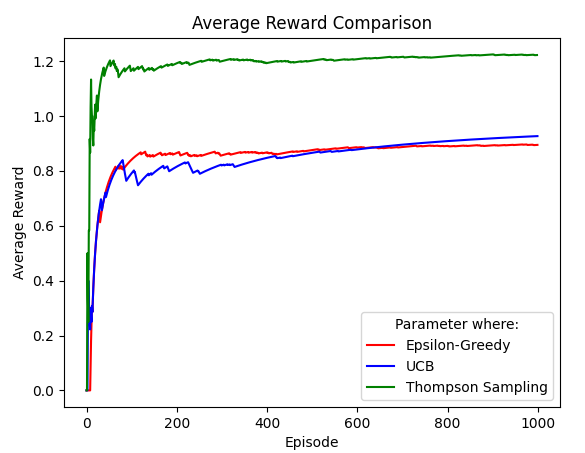 Average Reward Comparison
Average Reward
1.2
1.0
0.8
0.6
0.4
0.2
0.0
0
200
400
600
800
1000
Episode
Parameter where:
Epsilon-Greedy
UCB
Thompson Sampling